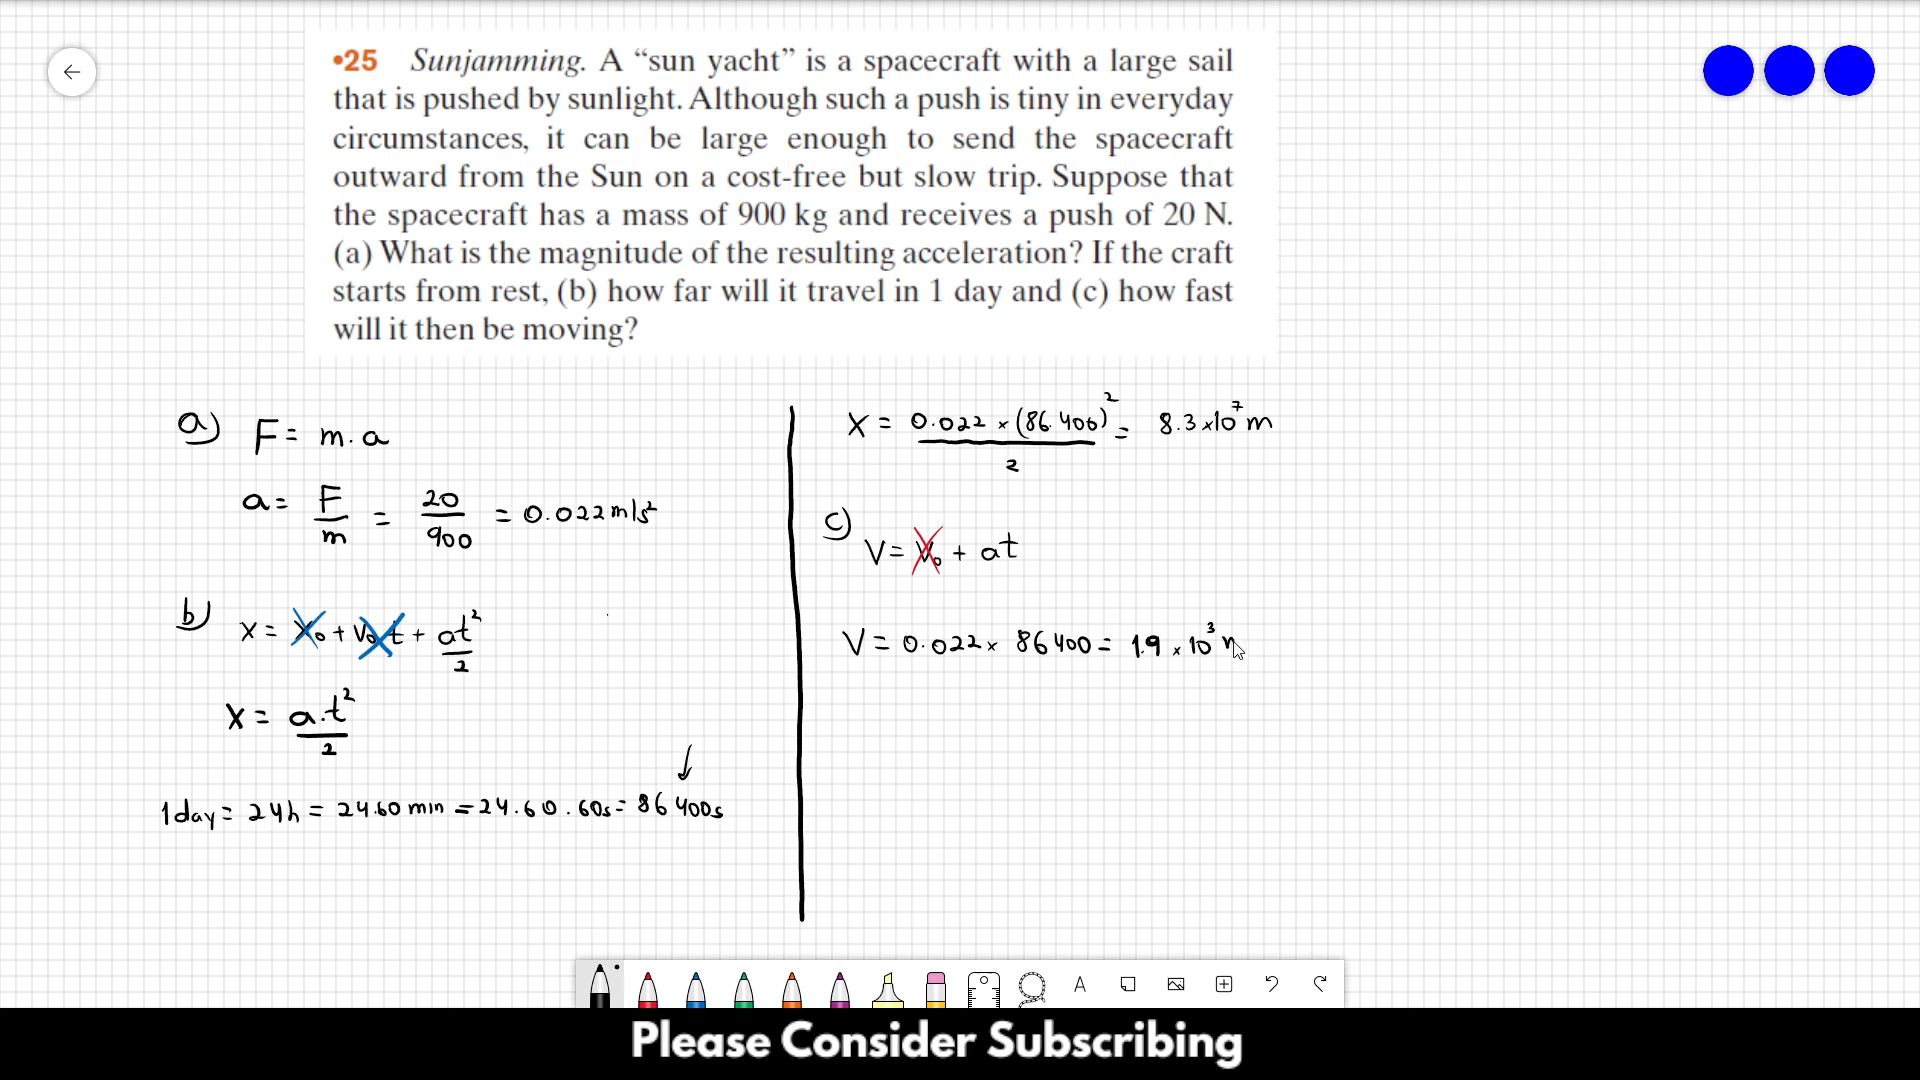 •25 Sunjamming. A “sun yacht” is a spacecraft with a large sail
that is pushed by sunlight. Although such a push is tiny in everyday
circumstances, it can be large enough to send the spacecraft
outward from the Sun on a cost-free but slow trip. Suppose that
the spacecraft has a mass of 900 kg and receives a push of 20 N.
(a) What is the magnitude of the resulting acceleration? If the craft
starts from rest, (b) how far will it travel in 1 day and (c) how fast
will it then be moving?
a) F = m.a
a = F/m = 20/900 = 0.022 m/s²
b) x = x₀ + v₀t + at²/2
x = a.t²/2
1day = 24h = 24.60 min = 24.60.60s = 86 400s
x = 0.022 × (86.400)²/2 = 8.3 × 10⁷ m
c)
V = V₀ + at
V = 0.022 × 86 400 = 1.9 × 10³
A
Please Consider Subscribing